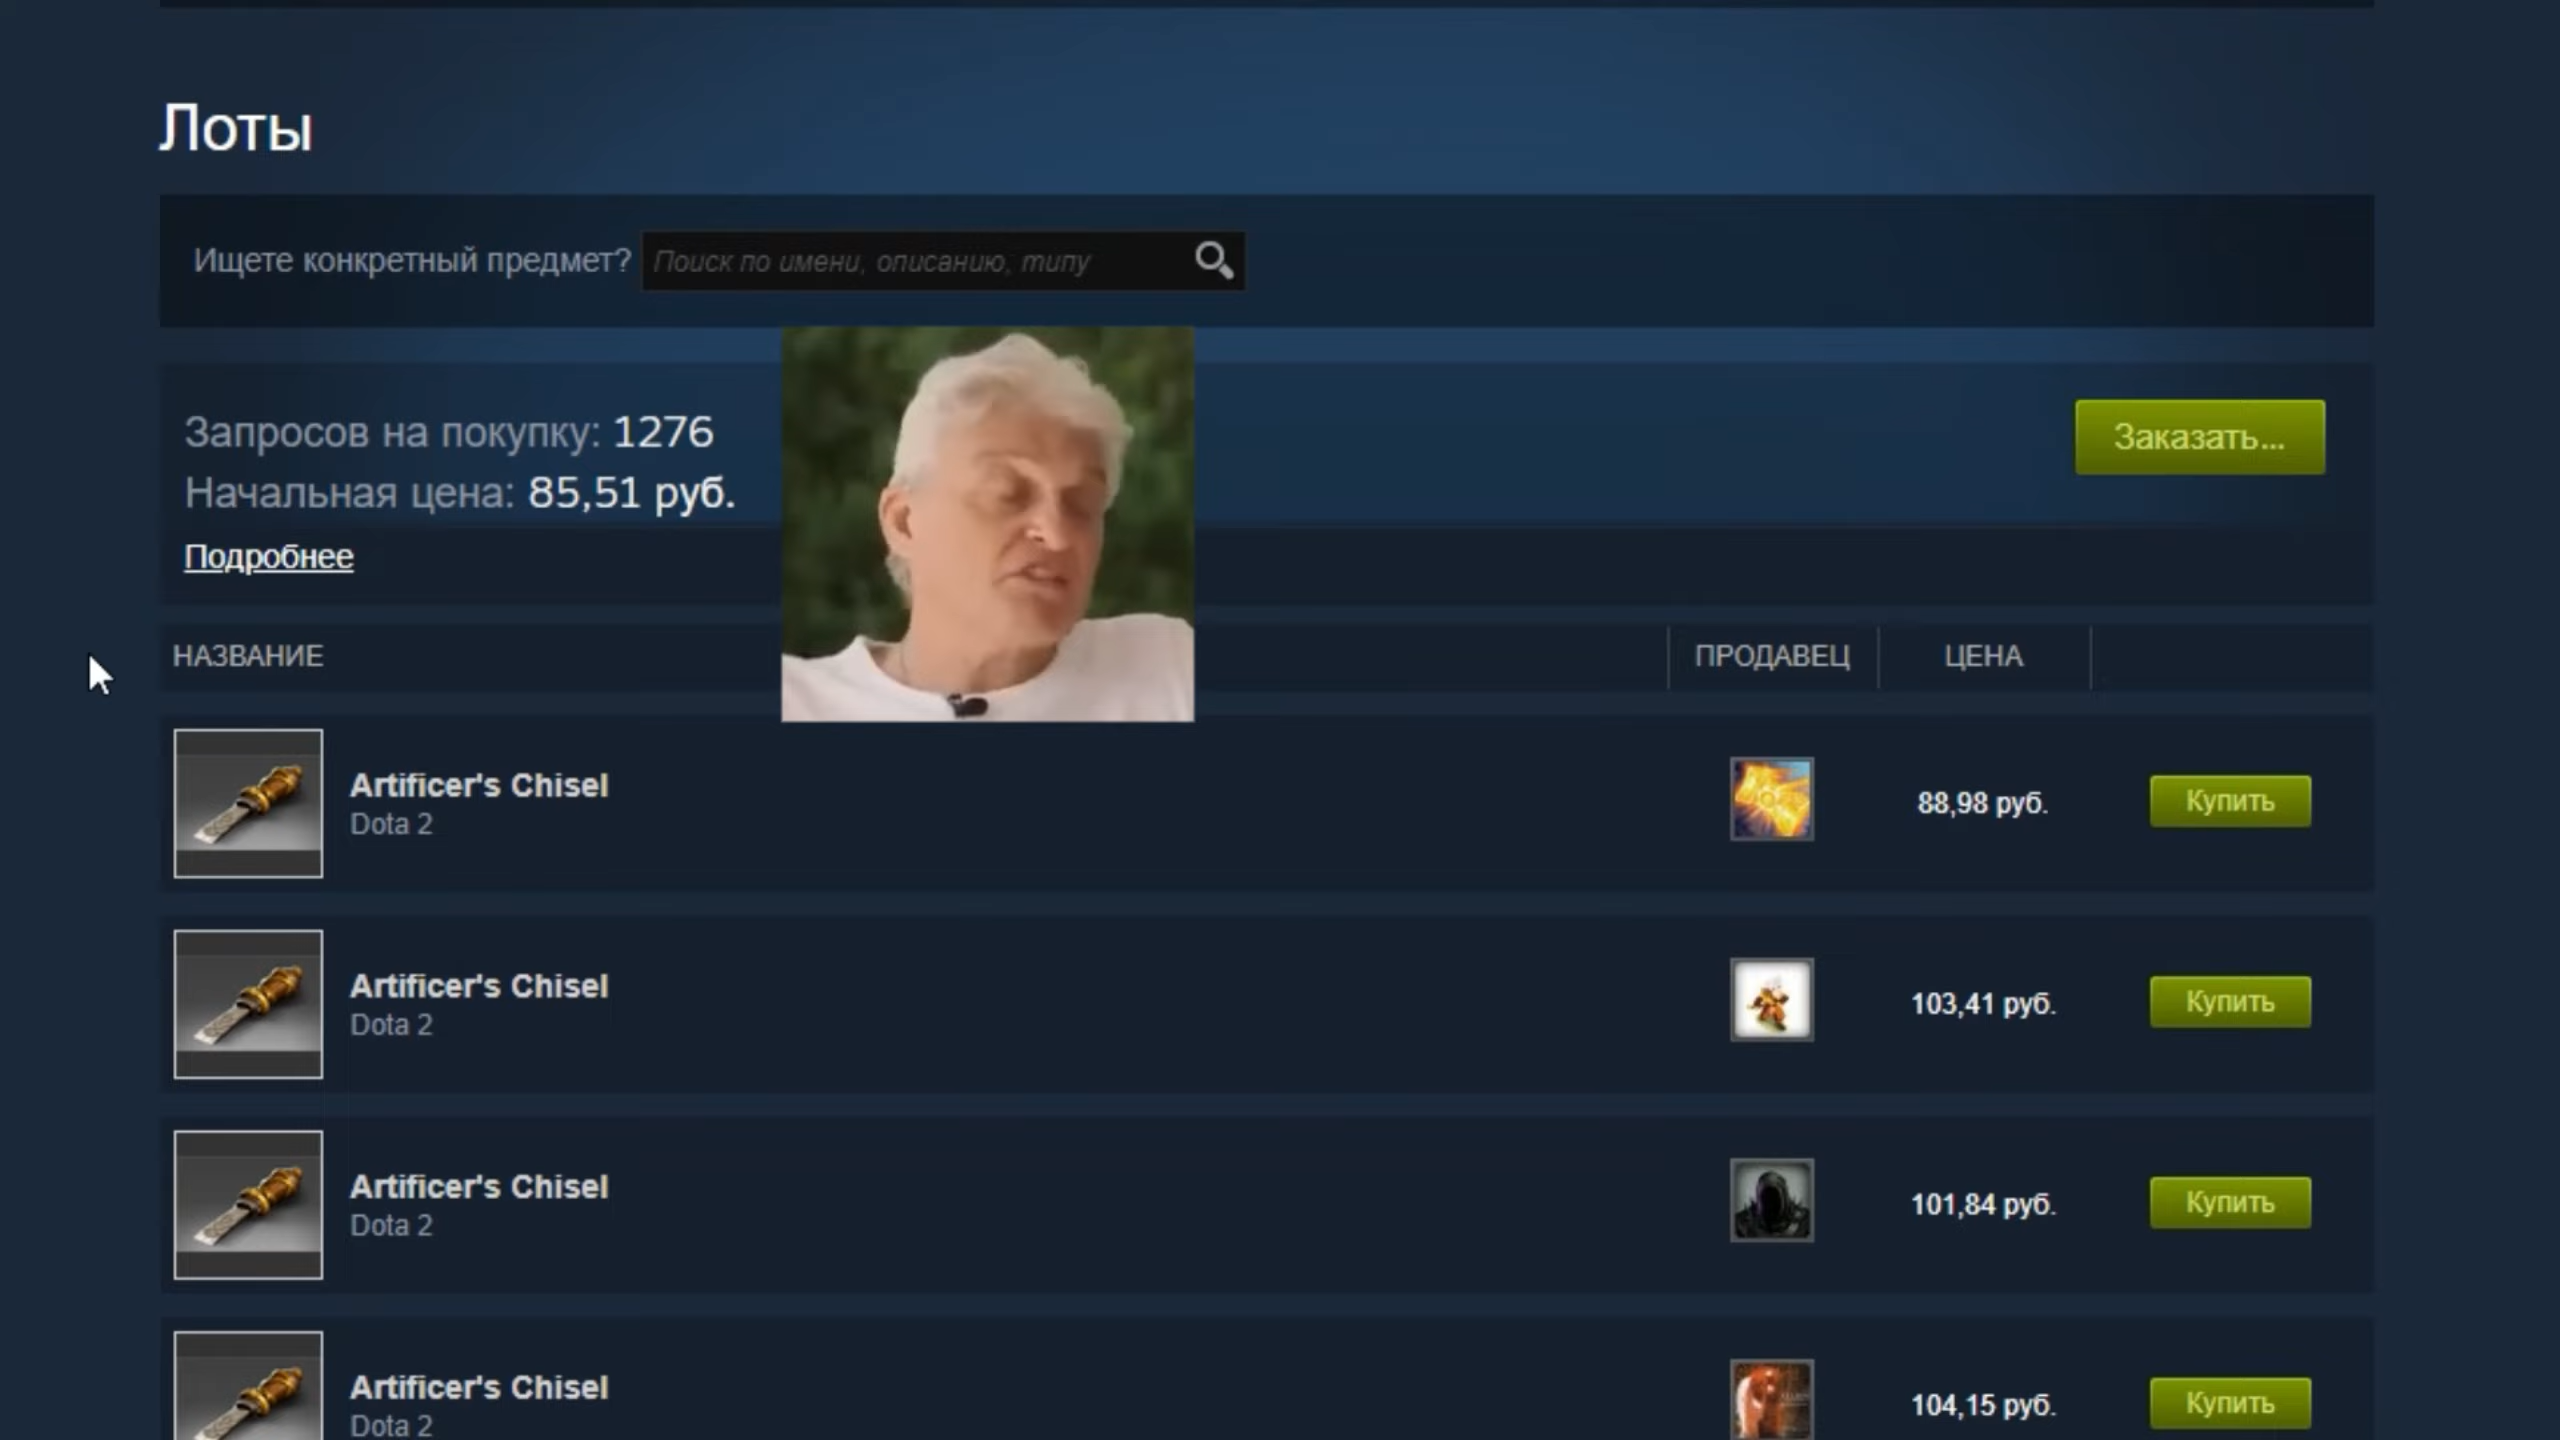 Лоты
Ищете конкретный предмет? Поиск по имени, описанию, типу
Запросов на покупку: 1276
Начальная цена: 85,51 руб.
Заказать...
Подробнее
НАЗВАНИЕ ПРОДАВЕЦ ЦЕНА
Artificer's Chisel
Dota 2
88,98 руб. Купить
Artificer's Chisel
Dota 2
103,41 руб. Купить
Artificer's Chisel
Dota 2
101,84 руб. Купить
Artificer's Chisel
Dota 2
104,15 руб. Купить